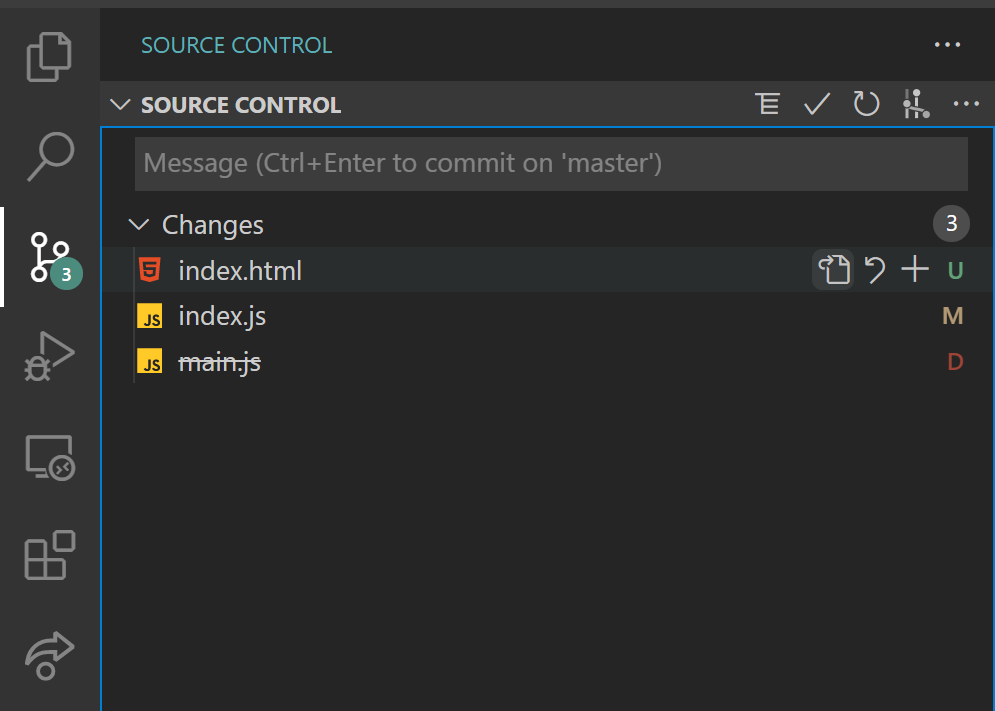 SOURCE CONTROL
SOURCE CONTROL
Message (Ctrl+Enter to commit on 'master')
Changes 3
5 index.html U
3
JS index.js M
JS main.js D